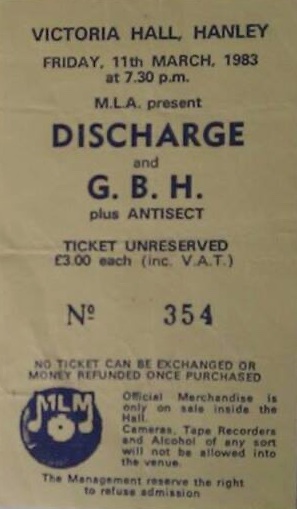 VICTORIA HALL, HANLEY
FRIDAY, 11th MARCH, 1983
at 7.30 p.m.
M.L.A. present
DISCHARGE
and
G. B. H.
plus ANTISECT
TICKET UNRESERVED
£3.00 each (inc. V.A.T.)
Nº 354
NO TICKET CAN BE EXCHANGED OR
MONEY REFUNDED ONCE PURCHASED
MLM
Official Merchandise is
only on sale inside the
Hall.
Cameras, Tape Recorders
and Alcohol of any sort
will not be allowed into
the venue.
The Management reserve the right
to refuse admission